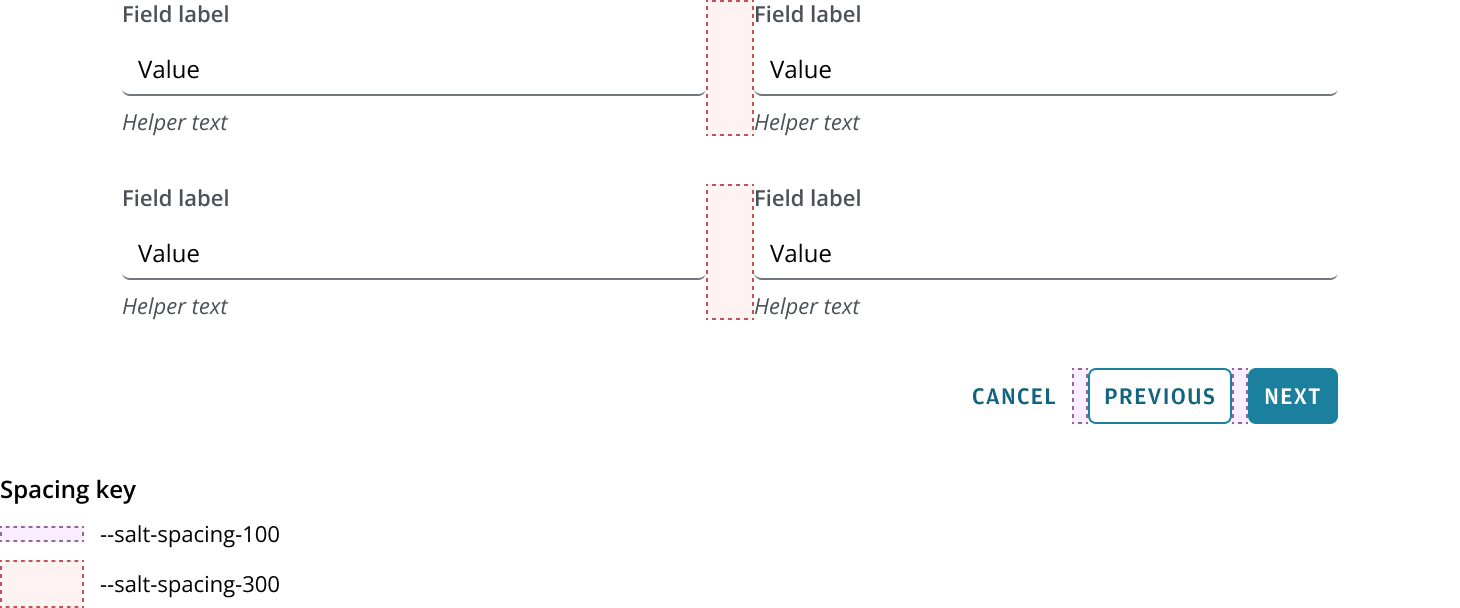 Field label Field label
Value Value
Helper text Helper text
Field label Field label
Value Value
Helper text Helper text
CANCEL PREVIOUS NEXT
Spacing key
--salt-spacing-100
--salt-spacing-300